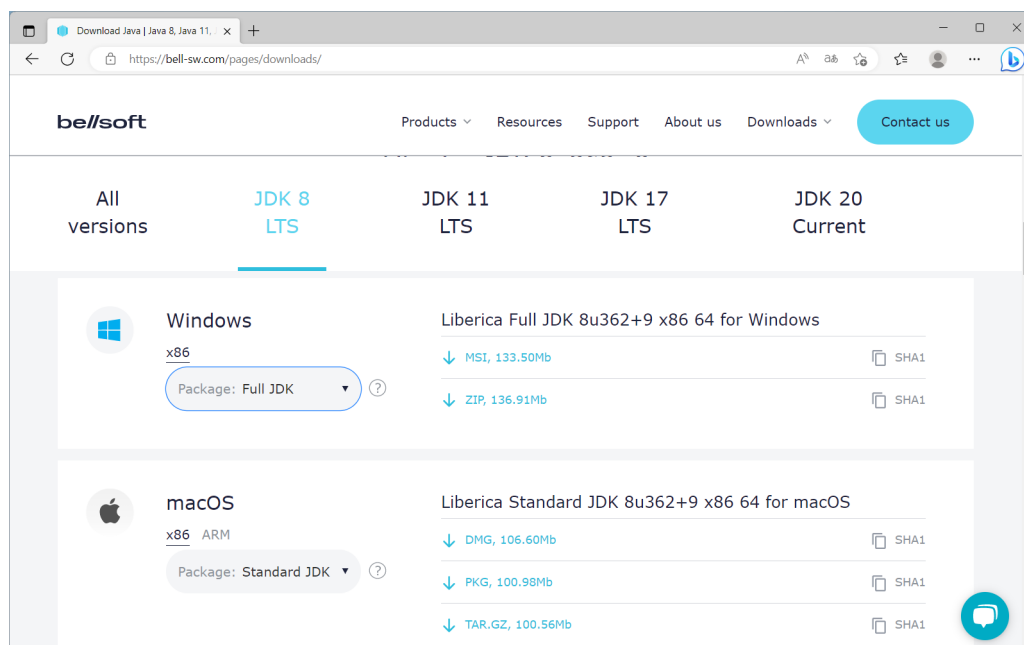 Download Java | Java 8, Java 11,
https://bell-sw.com/pages/downloads/
bellsoft
Products
Resources
Support
About us
Downloads
Contact us
All versions
JDK 8 LTS
JDK 11 LTS
JDK 17 LTS
JDK 20 Current
Windows
x86
Package: Full JDK
?
Liberica Full JDK 8u362+9 x86 64 for Windows
MSI, 133.50Mb
SHA1
ZIP, 136.91Mb
SHA1
macOS
x86 ARM
Package: Standard JDK
?
Liberica Standard JDK 8u362+9 x86 64 for macOS
DMG, 106.60Mb
SHA1
PKG, 100.98Mb
SHA1
TAR.GZ, 100.56Mb
SHA1